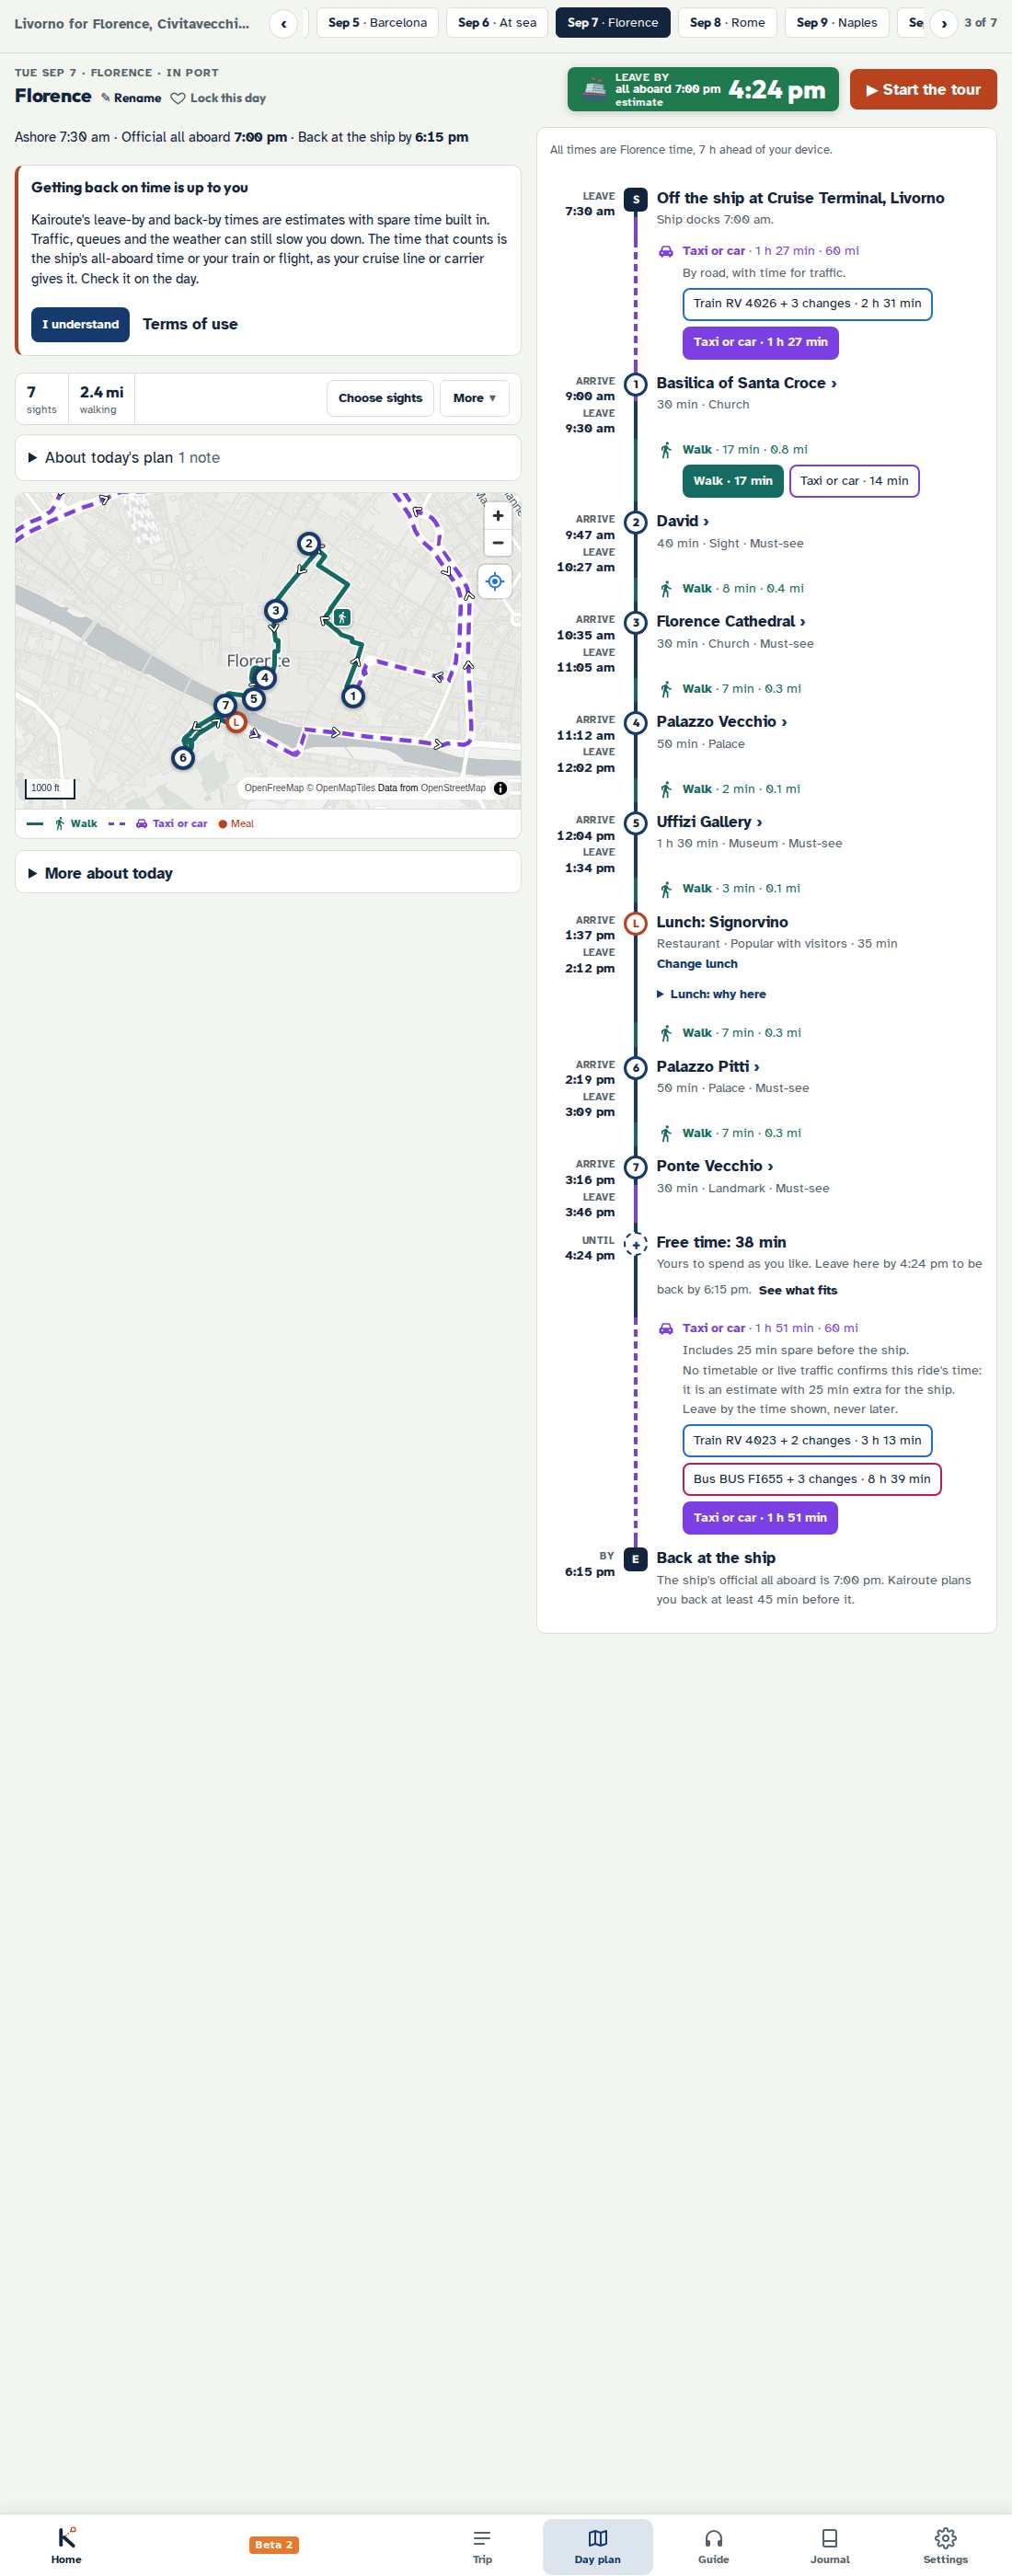 Livorno for Florence, Civitavecchi...
‹
Sep 5 · Barcelona
Sep 6 · At sea
Sep 7 · Florence
Sep 8 · Rome
Sep 9 · Naples
Se
›
3 of 7
TUE SEP 7 · FLORENCE · IN PORT
Florence ✎ Rename Lock this day
LEAVE BY
all aboard 7:00 pm
estimate
4:24 pm
▶ Start the tour
Ashore 7:30 am · Official all aboard 7:00 pm · Back at the ship by 6:15 pm
Getting back on time is up to you
Kairoute's leave-by and back-by times are estimates with spare time built in.
Traffic, queues and the weather can still slow you down. The time that counts is
the ship's all-aboard time or your train or flight, as your cruise line or carrier
gives it. Check it on the day.
I understand
Terms of use
7
sights
2.4 mi
walking
Choose sights
More ▼
▶ About today's plan 1 note
+
−
2
3
Florence
4
5
1
7
L
6
1000 ft
OpenFreeMap © OpenMapTiles Data from OpenStreetMap
Walk
Taxi or car
Meal
▶ More about today
All times are Florence time, 7 h ahead of your device.
LEAVE
7:30 am
S
Off the ship at Cruise Terminal, Livorno
Ship docks 7:00 am.
Taxi or car · 1 h 27 min · 60 mi
By road, with time for traffic.
Train RV 4026 + 3 changes · 2 h 31 min
Taxi or car · 1 h 27 min
ARRIVE
9:00 am
LEAVE
9:30 am
1
Basilica of Santa Croce ›
30 min · Church
Walk · 17 min · 0.8 mi
Walk · 17 min
Taxi or car · 14 min
ARRIVE
9:47 am
LEAVE
10:27 am
2
David ›
40 min · Sight · Must-see
Walk · 8 min · 0.4 mi
ARRIVE
10:35 am
LEAVE
11:05 am
3
Florence Cathedral ›
30 min · Church · Must-see
Walk · 7 min · 0.3 mi
ARRIVE
11:12 am
LEAVE
12:02 pm
4
Palazzo Vecchio ›
50 min · Palace
Walk · 2 min · 0.1 mi
ARRIVE
12:04 pm
LEAVE
1:34 pm
5
Uffizi Gallery ›
1 h 30 min · Museum · Must-see
Walk · 3 min · 0.1 mi
ARRIVE
1:37 pm
LEAVE
2:12 pm
L
Lunch: Signorvino
Restaurant · Popular with visitors · 35 min
Change lunch
▶ Lunch: why here
Walk · 7 min · 0.3 mi
ARRIVE
2:19 pm
LEAVE
3:09 pm
6
Palazzo Pitti ›
50 min · Palace · Must-see
Walk · 7 min · 0.3 mi
ARRIVE
3:16 pm
LEAVE
3:46 pm
7
Ponte Vecchio ›
30 min · Landmark · Must-see
UNTIL
4:24 pm
+
Free time: 38 min
Yours to spend as you like. Leave here by 4:24 pm to be
back by 6:15 pm. See what fits
Taxi or car · 1 h 51 min · 60 mi
Includes 25 min spare before the ship.
No timetable or live traffic confirms this ride's time:
it is an estimate with 25 min extra for the ship.
Leave by the time shown, never later.
Train RV 4023 + 2 changes · 3 h 13 min
Bus BUS FI655 + 3 changes · 8 h 39 min
Taxi or car · 1 h 51 min
BY
6:15 pm
E
Back at the ship
The ship's official all aboard is 7:00 pm. Kairoute plans
you back at least 45 min before it.
Home
Beta 2
Trip
Day plan
Guide
Journal
Settings